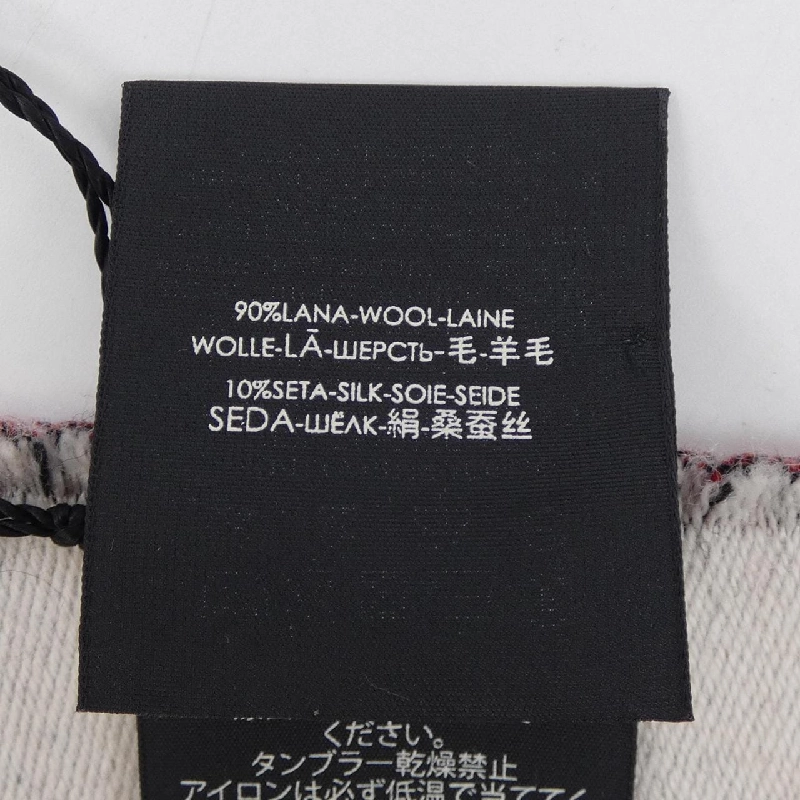 90%LANA-WOOL-LAINE
WOLLE-LĀ-ШЕРСТЬ-毛-羊毛
10%SETA-SILK-SOIE-SEIDE
SEDA-ШЁЛК-絹-桑蚕丝
ください。
タンブラー乾燥禁止
アイロンは必ず低温で当ててく